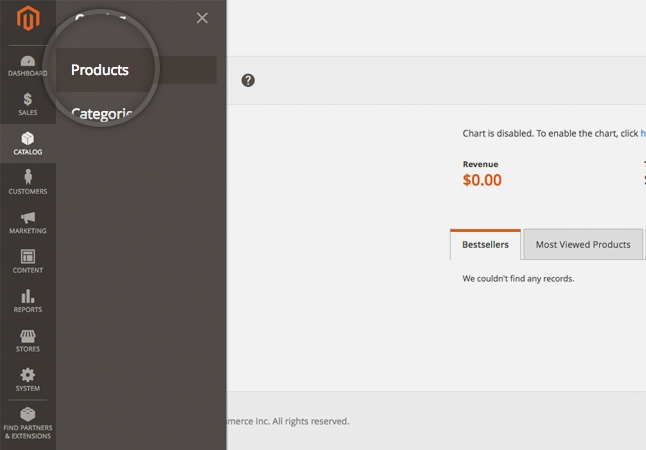 DASHBOARD
SALES
CATALOG
CUSTOMERS
MARKETING
CONTENT
REPORTS
STORES
SYSTEM
FIND PARTNERS
& EXTENSIONS
Products
Categorie
?
Chart is disabled. To enable the chart, click h
Revenue
$0.00
Bestsellers
Most Viewed Products
We couldn't find any records.
merce Inc. All rights reserved.